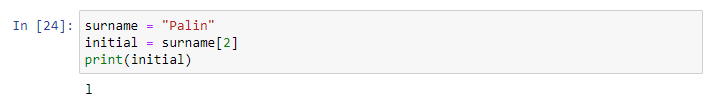 In [24]: surname = "Palin"
initial = surname[2]
print(initial)
l